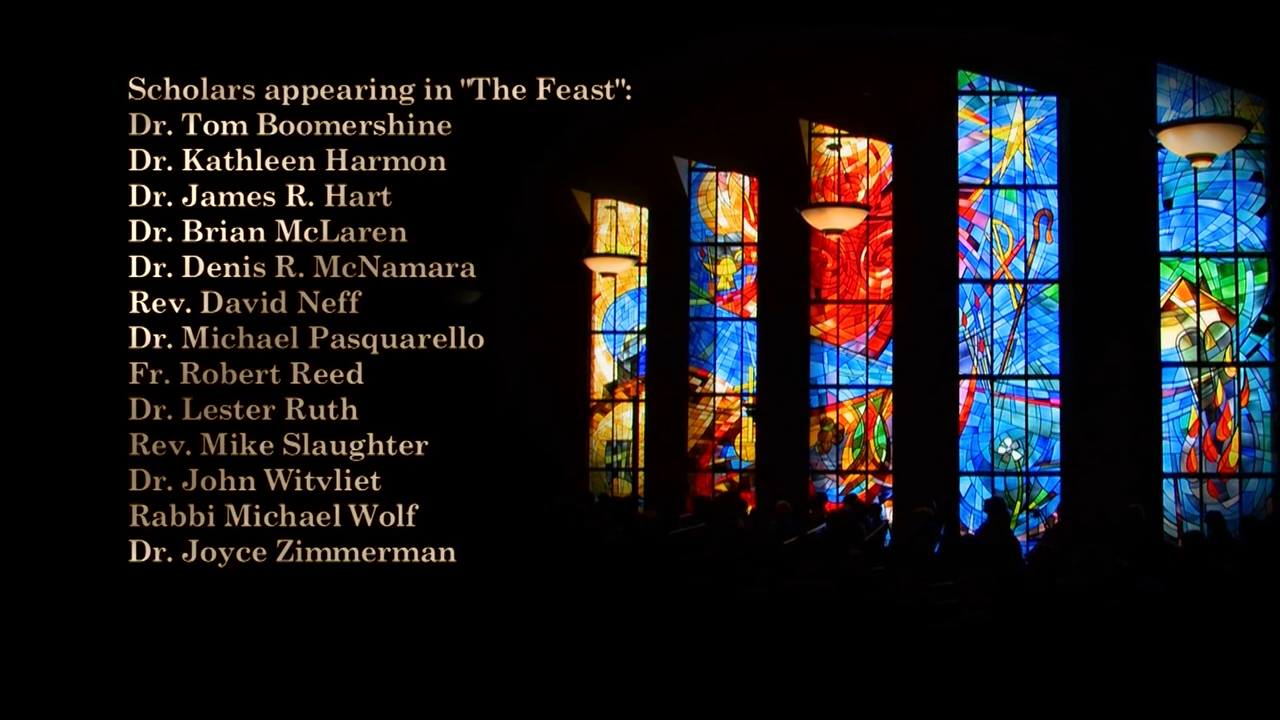 Scholars appearing in "The Feast":
Dr. Tom Boomershine
Dr. Kathleen Harmon
Dr. James R. Hart
Dr. Brian McLaren
Dr. Denis R. McNamara
Rev. David Neff
Dr. Michael Pasquarello
Fr. Robert Reed
Dr. Lester Ruth
Rev. Mike Slaughter
Dr. John Witvliet
Rabbi Michael Wolf
Dr. Joyce Zimmerman